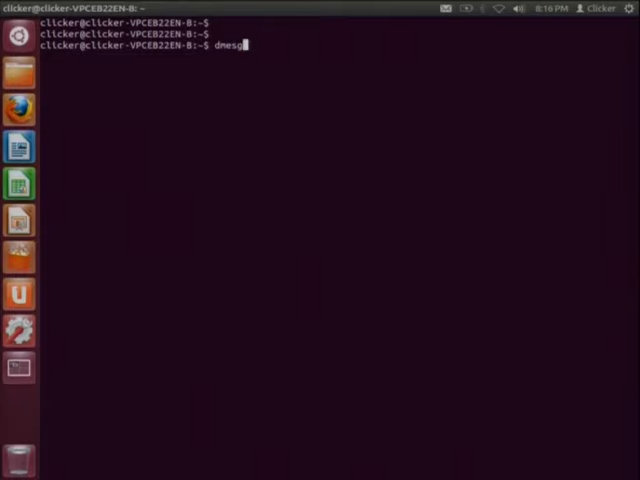 clicker@clicker-VPCEB22EN-B: ~
8:16 PM
Clicker
clicker@clicker-VPCEB22EN-B:~$
clicker@clicker-VPCEB22EN-B:~$
clicker@clicker-VPCEB22EN-B:~$ dmesg